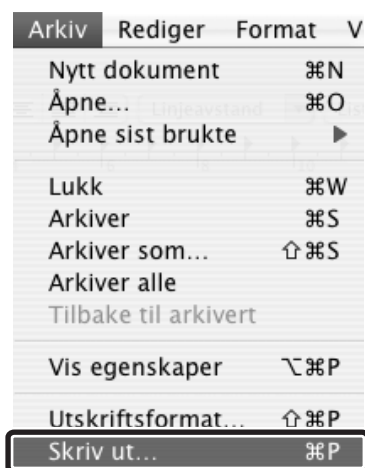 Arkiv Rediger Format V
Nytt dokument ⌘N
Åpne... ⌘O
Åpne sist brukte ▶
Lukk ⌘W
Arkiver ⌘S
Arkiver som... ⇧⌘S
Arkiver alle
Tilbake til arkivert
Vis egenskaper ⌥⌘P
Utskriftsformat... ⇧⌘P
Skriv ut... ⌘P